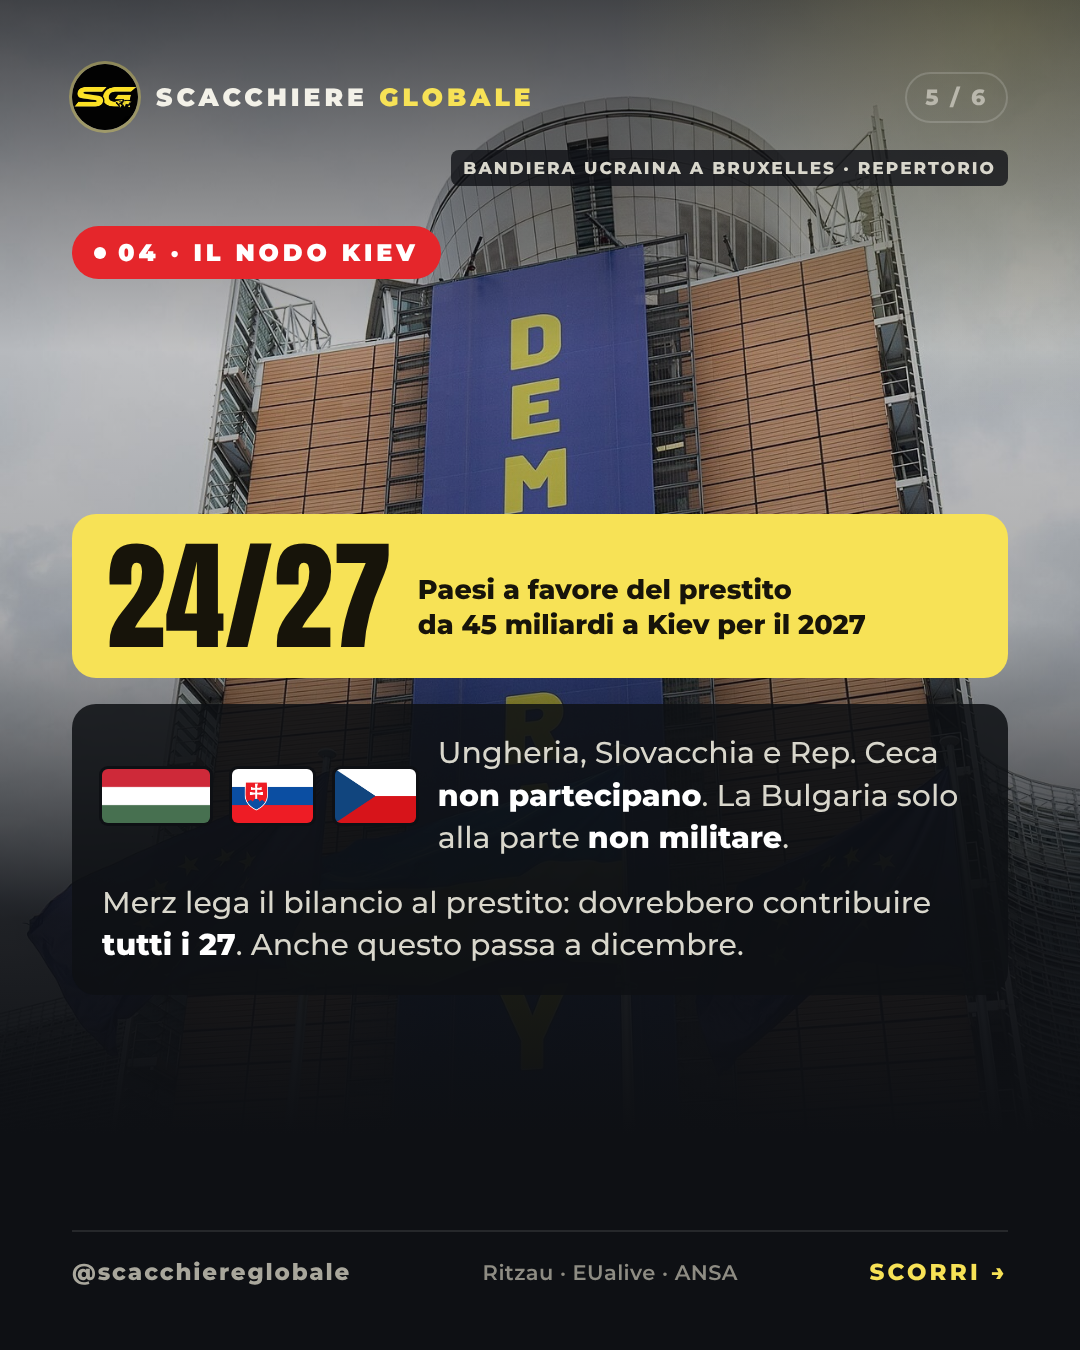 SG
SCACCHIERE GLOBALE
5 / 6
BANDIERA UCRAINA A BRUXELLES · REPERTORIO
04 · IL NODO KIEV
D
E
M
24/27
Paesi a favore del prestito
da 45 miliardi a Kiev per il 2027
R
Ungheria, Slovacchia e Rep. Ceca
non partecipano. La Bulgaria solo
alla parte non militare.
Merz lega il bilancio al prestito: dovrebbero contribuire
tutti i 27. Anche questo passa a dicembre.
Y
@scacchiereglobale
Ritzau · EUalive · ANSA
SCORRI →